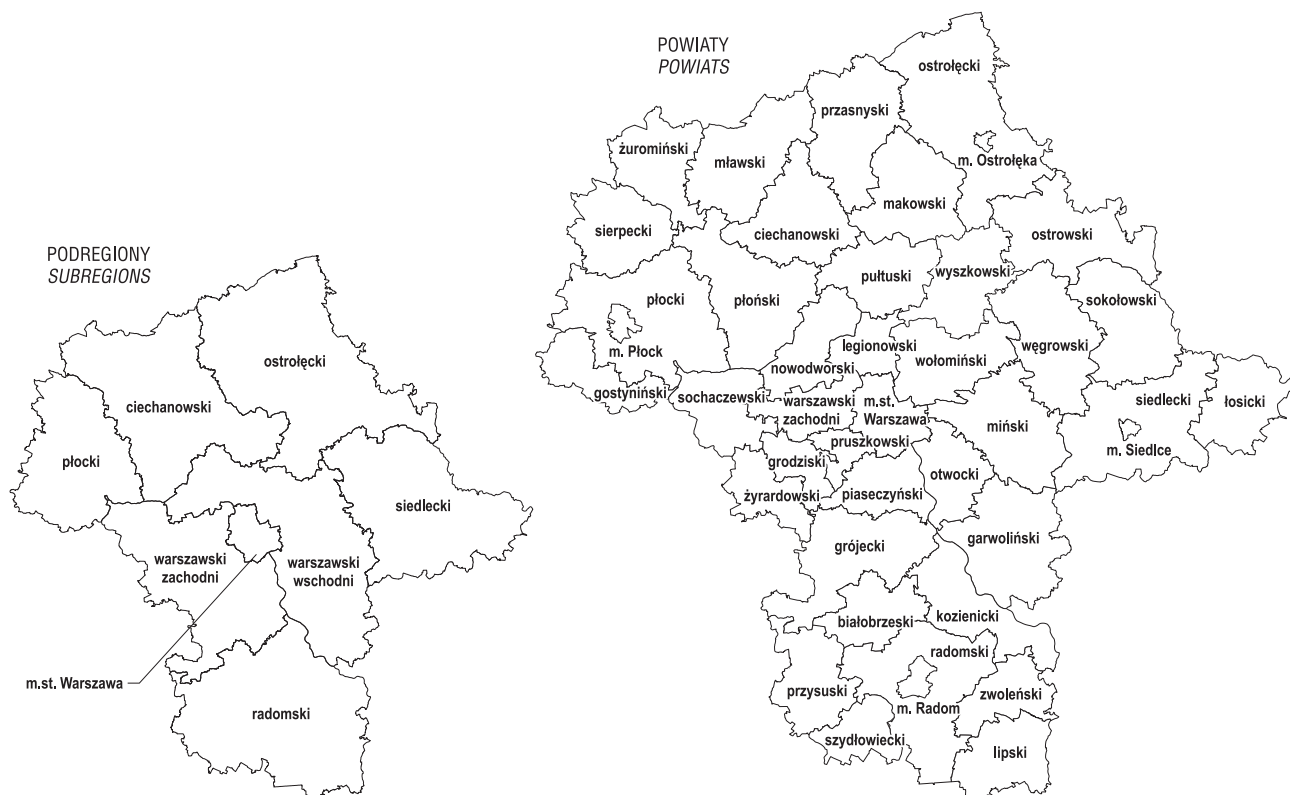 PODREGIONY
SUBREGIONS
ostrołęcki
ciechanowski
płocki
siedlecki
warszawski
zachodni
warszawski
wschodni
m.st. Warszawa
radomski
POWIATY
POWIATS
ostrołęcki
przasnyski
żuromiński
mławski
m. Ostrołęka
makowski
sierpecki
ciechanowski
ostrowski
pułtuski
wyszkowski
płocki
płoński
sokołowski
m. Płock
legionowski
wołomiński
węgrowski
nowodworski
gostyniński
sochaczewski
warszawski
zachodni
m.st.
Warszawa
miński
siedlecki
łosicki
m. Siedlce
pruszkowski
grodziski
otwocki
żyrardowski
piaseczyński
grójecki
garwoliński
białobrzeski
kozienicki
radomski
przysuski
m. Radom
zwoleński
szydłowiecki
lipski